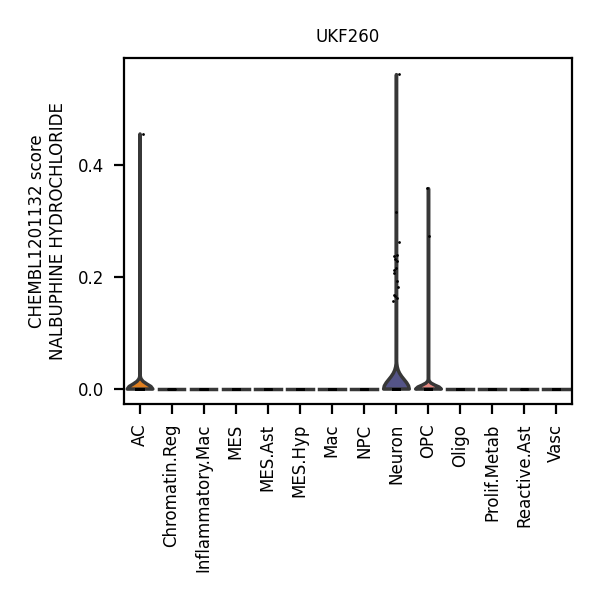 UKF260
CHEMBL1201132 score
NALBUPHINE HYDROCHLORIDE
0.4
0.2
0.0
AC
Chromatin.Reg
Inflammatory.Mac
MES
MES.Ast
MES.Hyp
Mac
NPC
Neuron
OPC
Oligo
Prolif.Metab
Reactive.Ast
Vasc